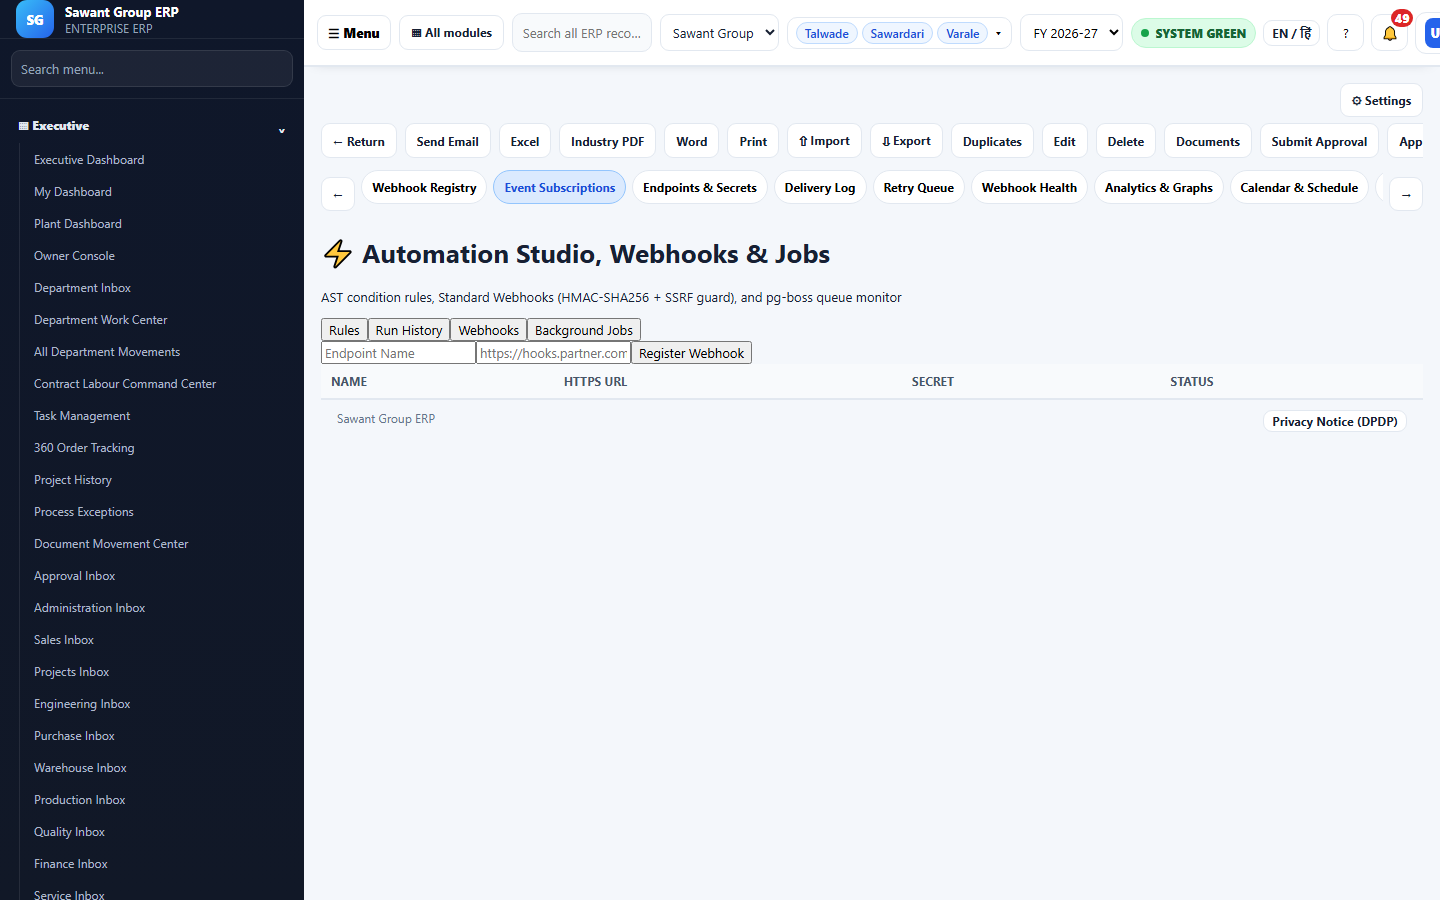 SG
Sawant Group ERP
ENTERPRISE ERP
Search menu...
Executive
Executive Dashboard
My Dashboard
Plant Dashboard
Owner Console
Department Inbox
Department Work Center
All Department Movements
Contract Labour Command Center
Task Management
360 Order Tracking
Project History
Process Exceptions
Document Movement Center
Approval Inbox
Administration Inbox
Sales Inbox
Projects Inbox
Engineering Inbox
Purchase Inbox
Warehouse Inbox
Production Inbox
Quality Inbox
Finance Inbox
Service Inbox
☰ Menu
All modules
Search all ERP reco...
Sawant Group
Talwade Sawardari Varale
FY 2026-27
SYSTEM GREEN
EN / हिं
?
49
U
⚙ Settings
← Return
Send Email
Excel
Industry PDF
Word
Print
⇧ Import
⇩ Export
Duplicates
Edit
Delete
Documents
Submit Approval
App
←
Webhook Registry
Event Subscriptions
Endpoints & Secrets
Delivery Log
Retry Queue
Webhook Health
Analytics & Graphs
Calendar & Schedule
→
⚡ Automation Studio, Webhooks & Jobs
AST condition rules, Standard Webhooks (HMAC-SHA256 + SSRF guard), and pg-boss queue monitor
Rules Run History Webhooks Background Jobs
Endpoint Name https://hooks.partner.com Register Webhook
NAME HTTPS URL SECRET STATUS
Sawant Group ERP
Privacy Notice (DPDP)